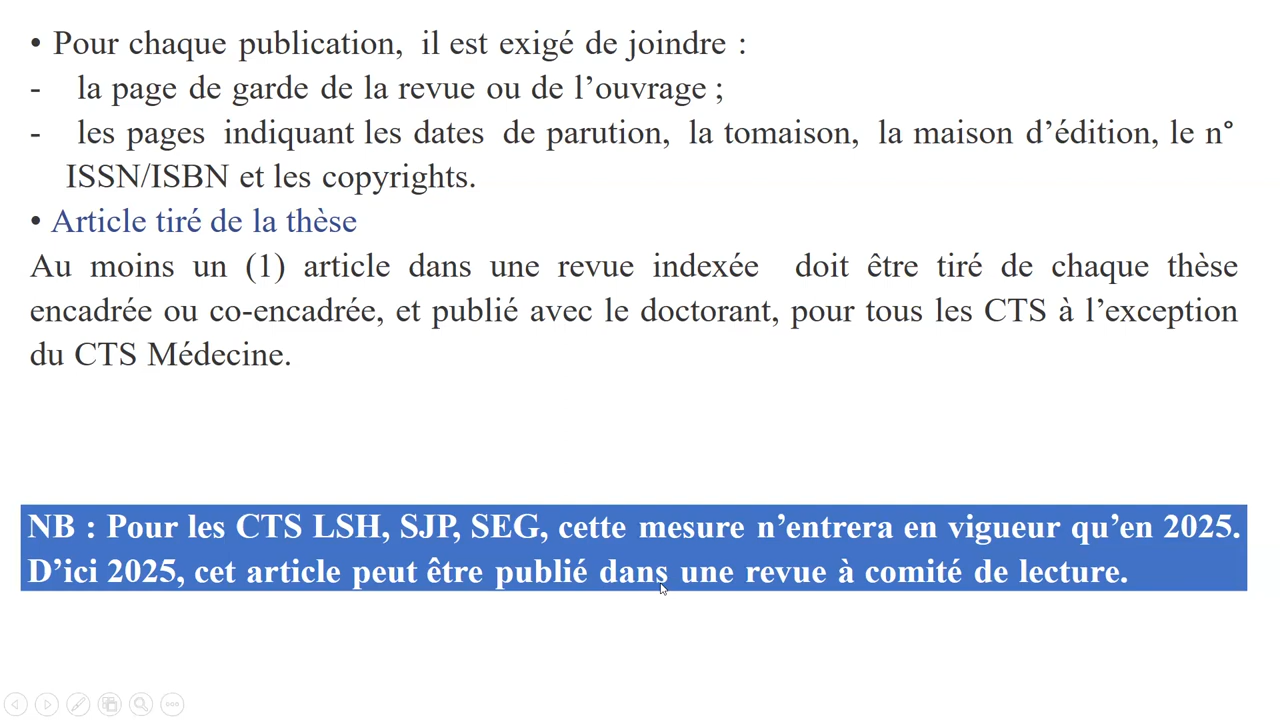 • Pour chaque publication, il est exigé de joindre :
- la page de garde de la revue ou de l’ouvrage ;
- les pages indiquant les dates de parution, la tomaison, la maison d’édition, le n°
ISSN/ISBN et les copyrights.
• Article tiré de la thèse
Au moins un (1) article dans une revue indexée doit être tiré de chaque thèse
encadrée ou co-encadrée, et publié avec le doctorant, pour tous les CTS à l’exception
du CTS Médecine.
NB : Pour les CTS LSH, SJP, SEG, cette mesure n’entrera en vigueur qu’en 2025.
D’ici 2025, cet article peut être publié dans une revue à comité de lecture.